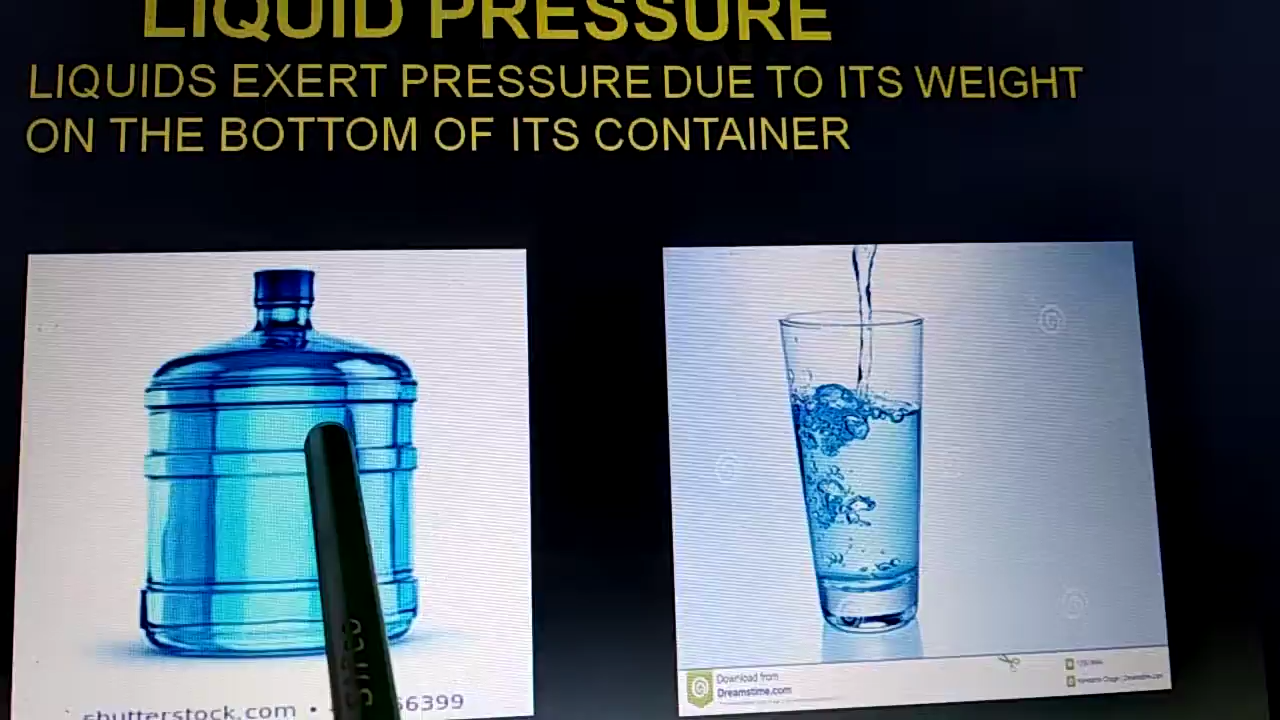 LIQUID PRESSURE
LIQUIDS EXERT PRESSURE DUE TO ITS WEIGHT
ON THE BOTTOM OF ITS CONTAINER
shutterstock.com •
66399
Download from
Dreamstime.com